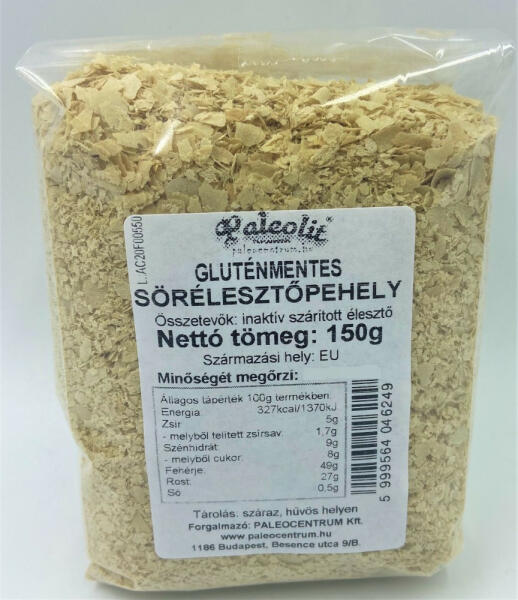 Paleolit
paleocentrum.hu
L.AC20F00550
GLUTÉNMENTES
SÖRÉLESZTŐPEHELY
Összetevők: inaktív szárított élesztő
Nettó tömeg: 150g
Származási hely: EU
Minőségét megőrzi:
Átlagos tápérték 100g termékben:
Energia 327kcal/1370kJ
Zsír 5g
- melyből telített zsírsav: 1,7g
Szénhidrát: 9g
- melyből cukor: 8g
Fehérje: 49g
Rost: 27g
Só 0,5g
5 999564 046249
Tárolás: száraz, hűvös helyen
Forgalmazó: PALEOCENTRUM Kft.
www.paleocentrum.hu
1186 Budapest, Besence utca 9/B.